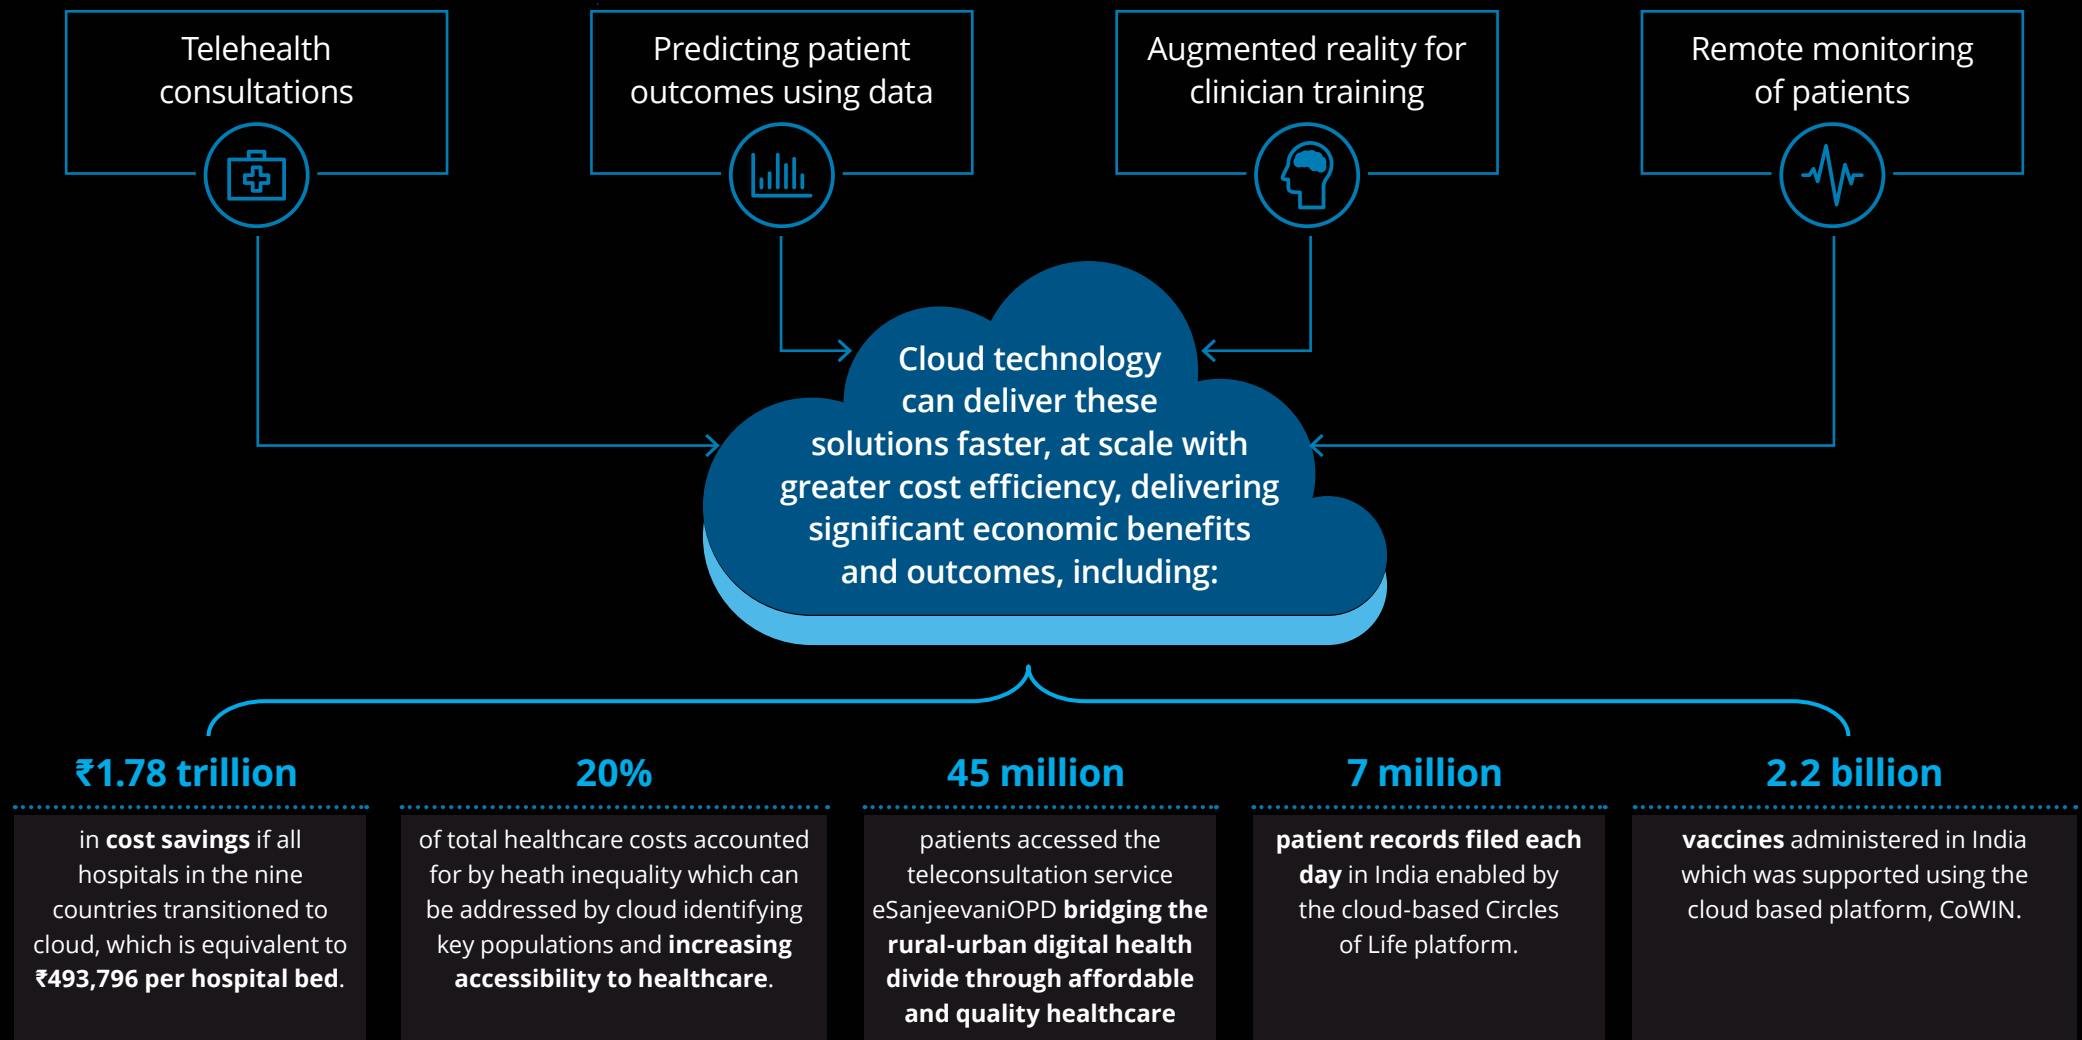 Telehealth
consultations
Predicting patient
outcomes using data
Augmented reality for
clinician training
Remote monitoring
of patients
Cloud technology
can deliver these
solutions faster, at scale with
greater cost efficiency, delivering
significant economic benefits
and outcomes, including:
₹1.78 trillion
in cost savings if all
hospitals in the nine
countries transitioned to
cloud, which is equivalent to
₹493,796 per hospital bed.
20%
of total healthcare costs accounted
for by heath inequality which can
be addressed by cloud identifying
key populations and increasing
accessibility to healthcare.
45 million
patients accessed the
teleconsultation service
eSanjeevaniOPD bridging the
rural-urban digital health
divide through affordable
and quality healthcare
7 million
patient records filed each
day in India enabled by
the cloud-based Circles
of Life platform.
2.2 billion
vaccines administered in India
which was supported using the
cloud based platform, CoWIN.